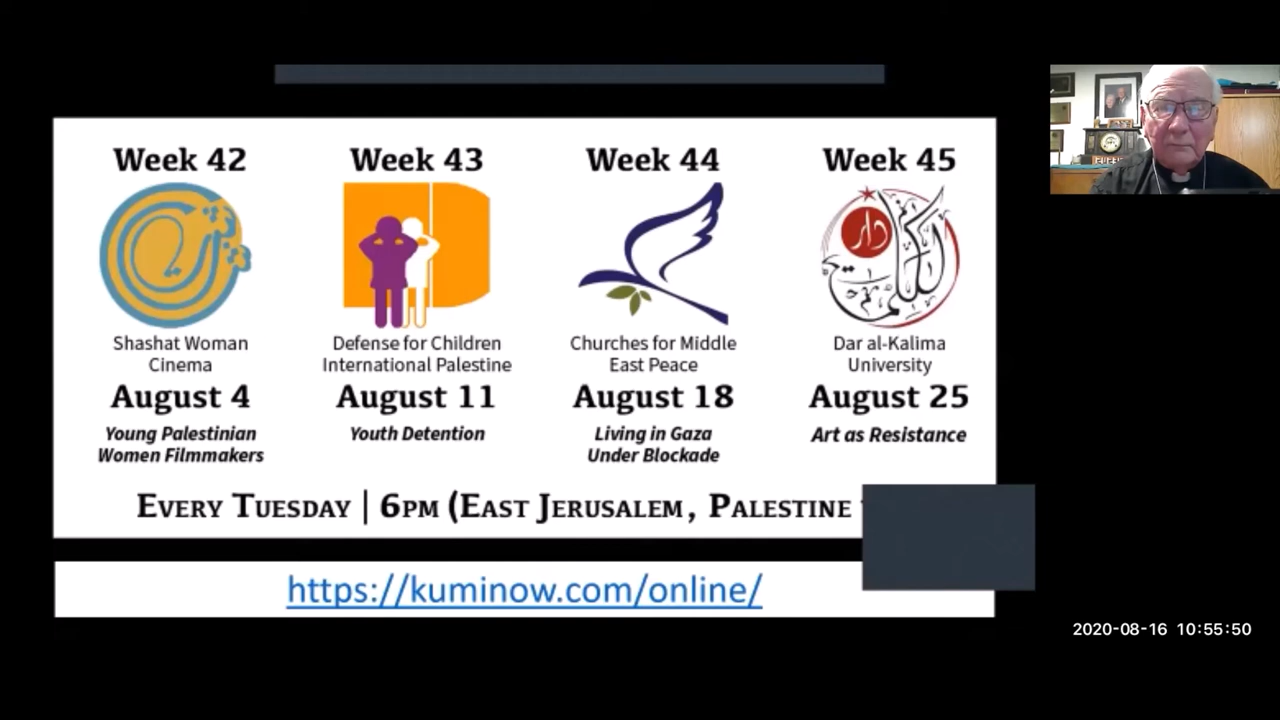 Week 42
Week 43
Week 44
Week 45
دار
Shashat Woman
Cinema
Defense for Children
International Palestine
Churches for Middle
East Peace
Dar al-Kalima
University
August 4
August 11
August 18
August 25
Young Palestinian
Women Filmmakers
Youth Detention
Living in Gaza
Under Blockade
Art as Resistance
EVERY TUESDAY | 6PM (EAST JERUSALEM, PALESTINE
https://kuminow.com/online/
2020-08-16 10:55:50